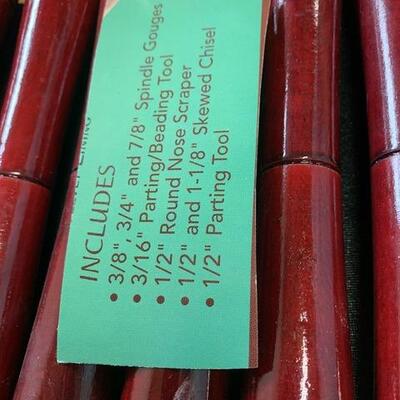 INCLUDES
• 3/8", 3/4" and 7/8" Spindle Gouges
• 3/16" Parting/Beading Tool
• 1/2" Round Nose Scraper
• 1/2" and 1-1/8" Skewed Chisel
• 1/2" Parting Tool